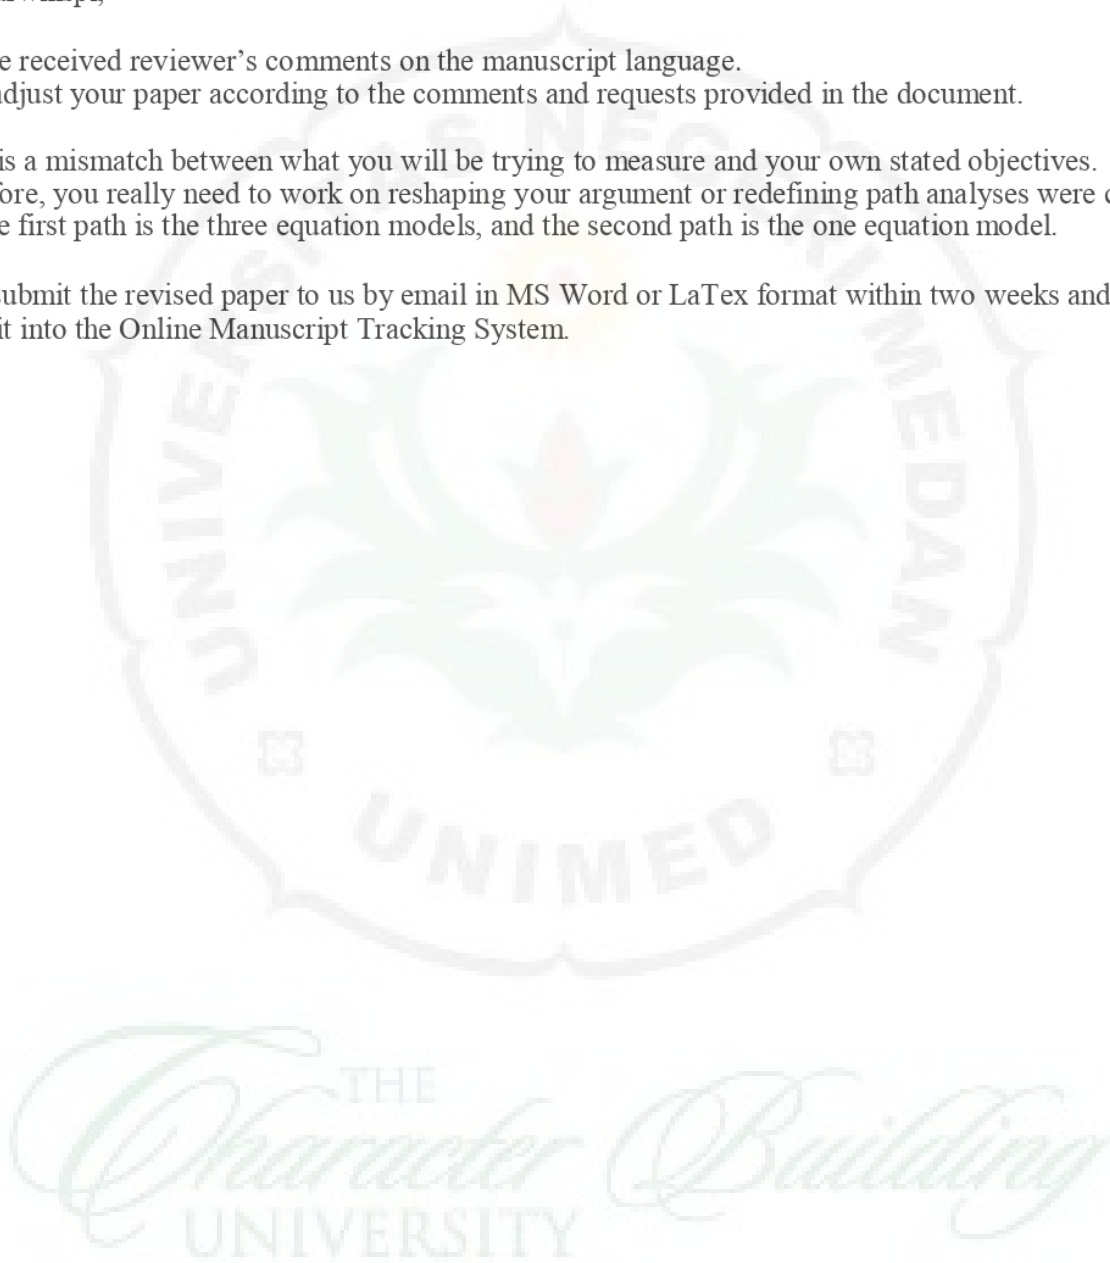 e received reviewer's comments on the manuscript language.
djust your paper according to the comments and requests provided in the document.
is a mismatch between what you will be trying to measure and your own stated objectives.
fore, you really need to work on reshaping your argument or redefining path analyses were
e first path is the three equation models, and the second path is the one equation model.
ubmit the revised paper to us by email in MS Word or LaTex format within two weeks and
it into the Online Manuscript Tracking System.
UNIVERSITAS NEGERI MEDAN
UNIMED
THE
Character Building
UNIVERSITY